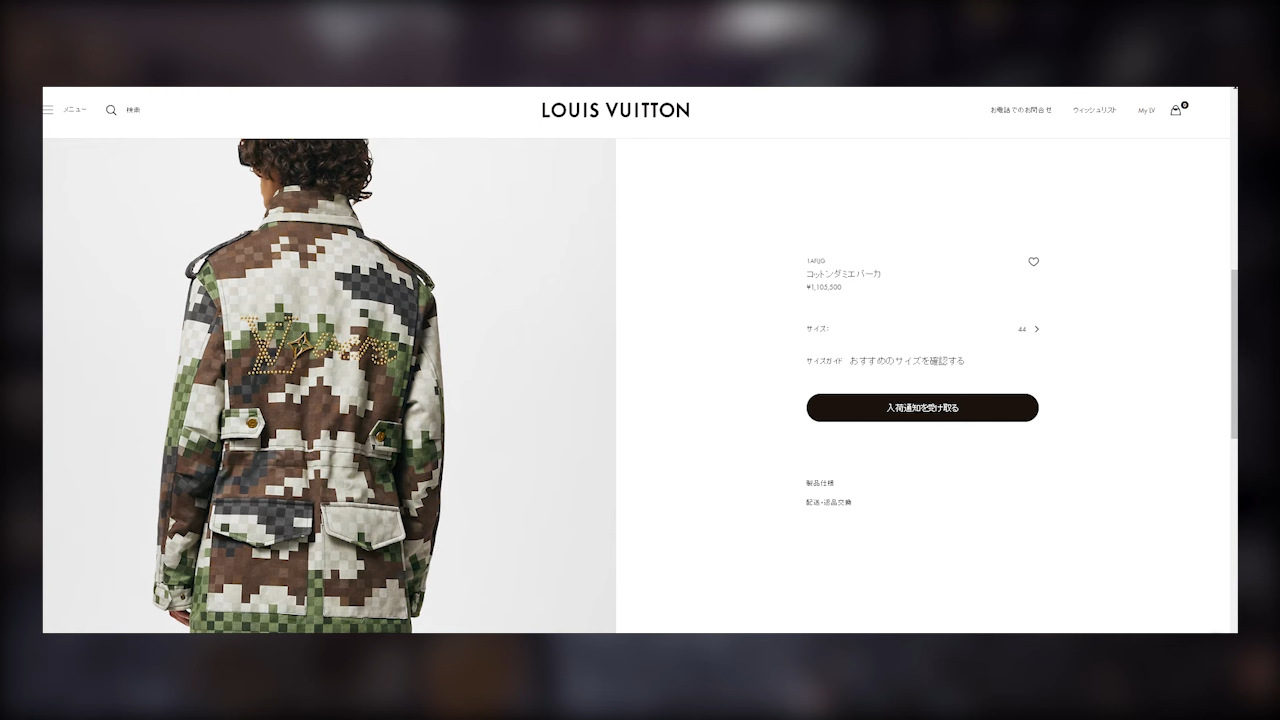 メニュー
検索
LOUIS VUITTON
お電話でのお問合せ
ウィッシュリスト
My LV
0
コットンダミエ パーカ
¥1,105,500
サイズ:
44
サイズガイド おすすめのサイズを確認する
入荷通知を受け取る
製品仕様
配送・返品交換
LV